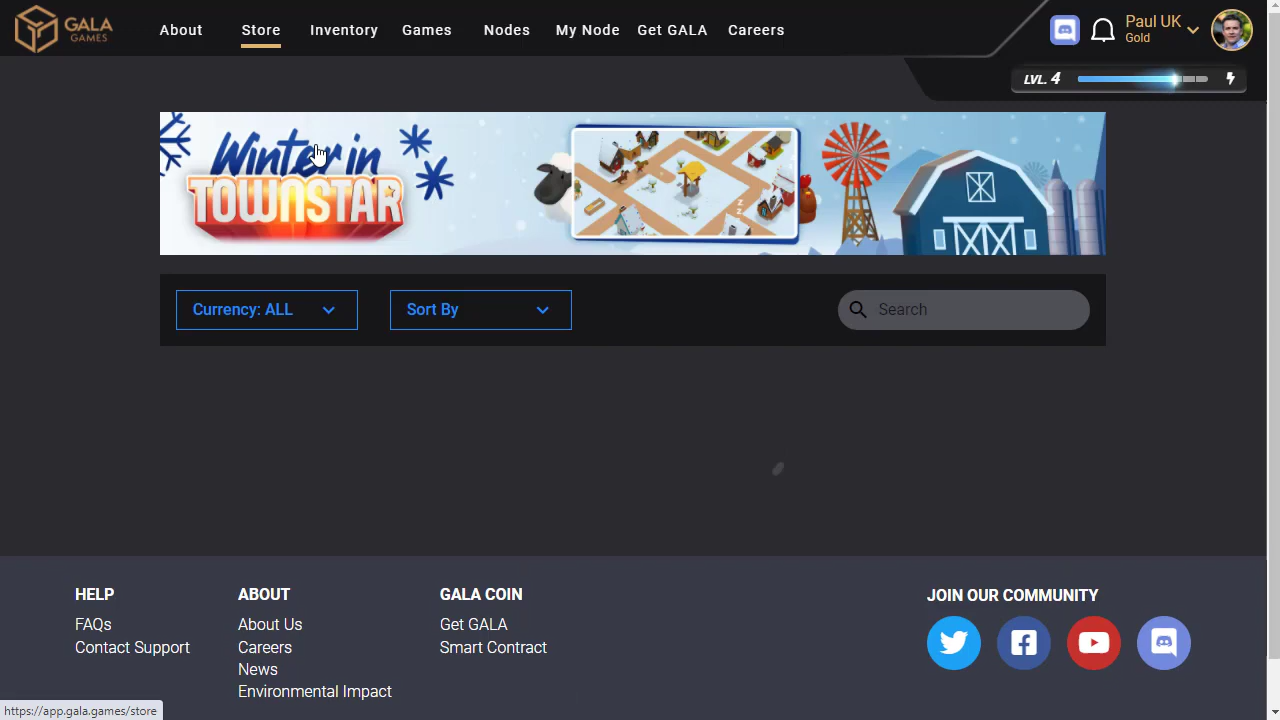 GALA
GAMES
About
Store
Inventory
Games
Nodes
My Node
Get GALA
Careers
Paul UK
Gold
LVL. 4
Winter in
TOWNSTAR
Z
Z
Currency: ALL
Sort By
Search
HELP
FAQs
Contact Support
ABOUT
About Us
Careers
News
Environmental Impact
GALA COIN
Get GALA
Smart Contract
JOIN OUR COMMUNITY
https://app.gala.games/store